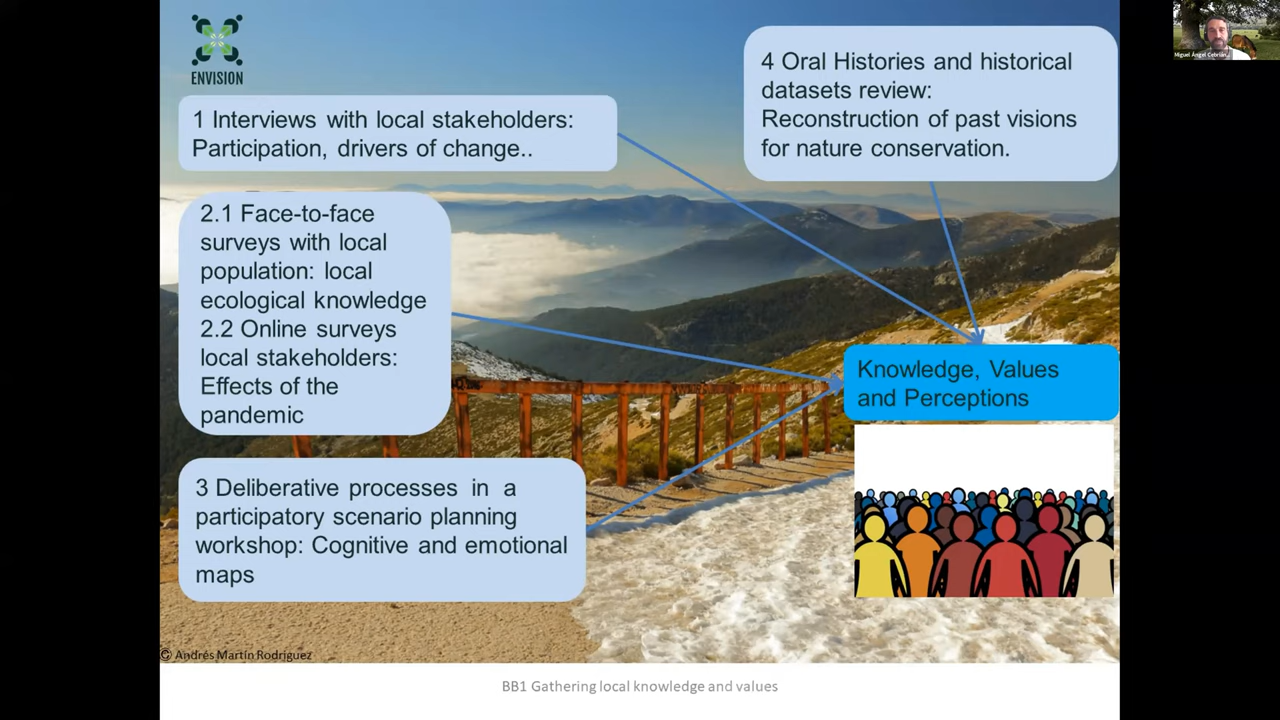 ENVISION
1 Interviews with local stakeholders:
Participation, drivers of change..
4 Oral Histories and historical
datasets review:
Reconstruction of past visions
for nature conservation.
2.1 Face-to-face
surveys with local
population: local
ecological knowledge
2.2 Online surveys
local stakeholders:
Effects of the
pandemic
Knowledge, Values
and Perceptions
3 Deliberative processes in a
participatory scenario planning
workshop: Cognitive and emotional
maps
© Andrés Martín Rodríguez
BB1 Gathering local knowledge and values
Miguel Ángel